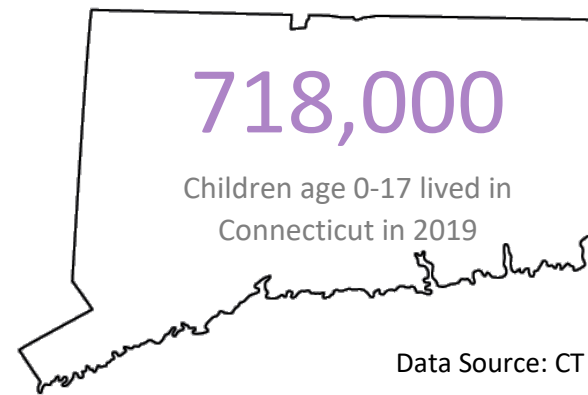 718,000
Children age 0-17 lived in
Connecticut in 2019
Data Source: CT